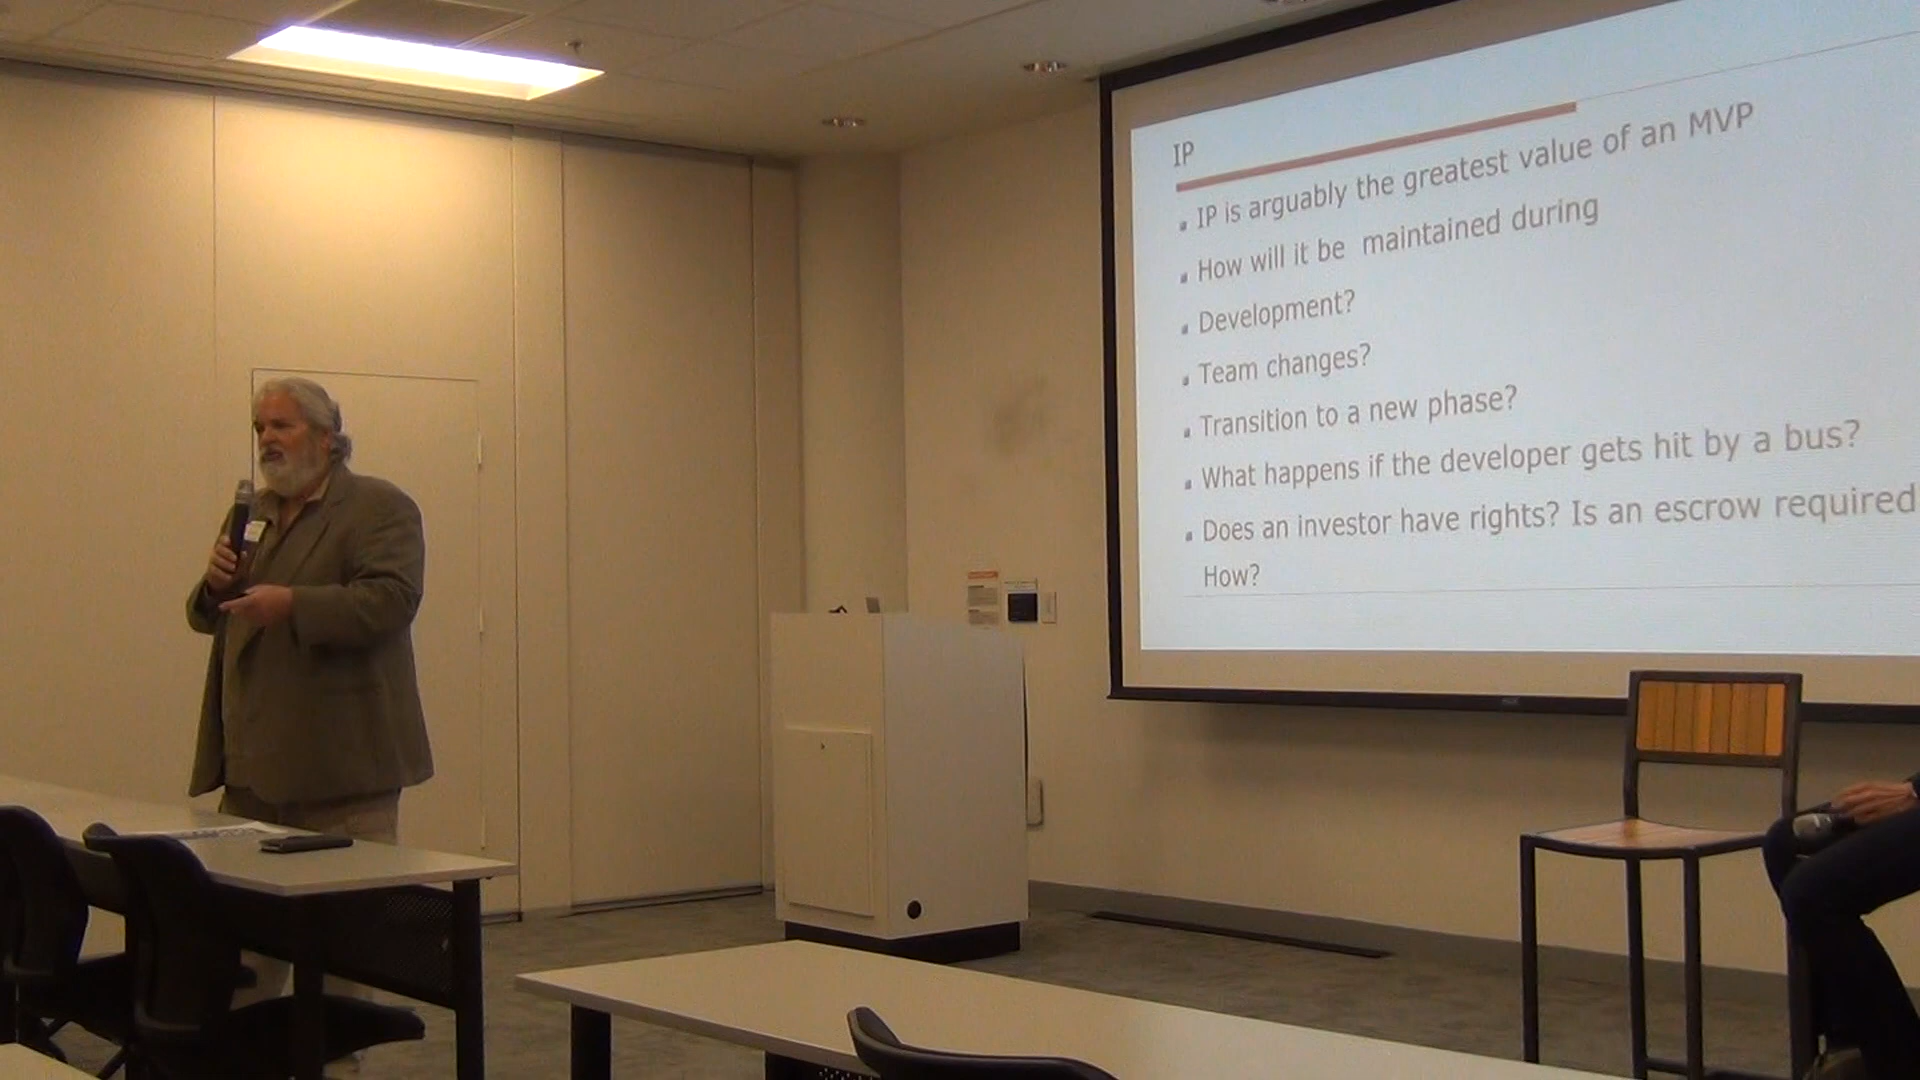 IP
IP is arguably the greatest value of an MVP
How will it be maintained during
Development?
Team changes?
Transition to a new phase?
What happens if the developer gets hit by a bus?
Does an investor have rights? Is an escrow required
How?